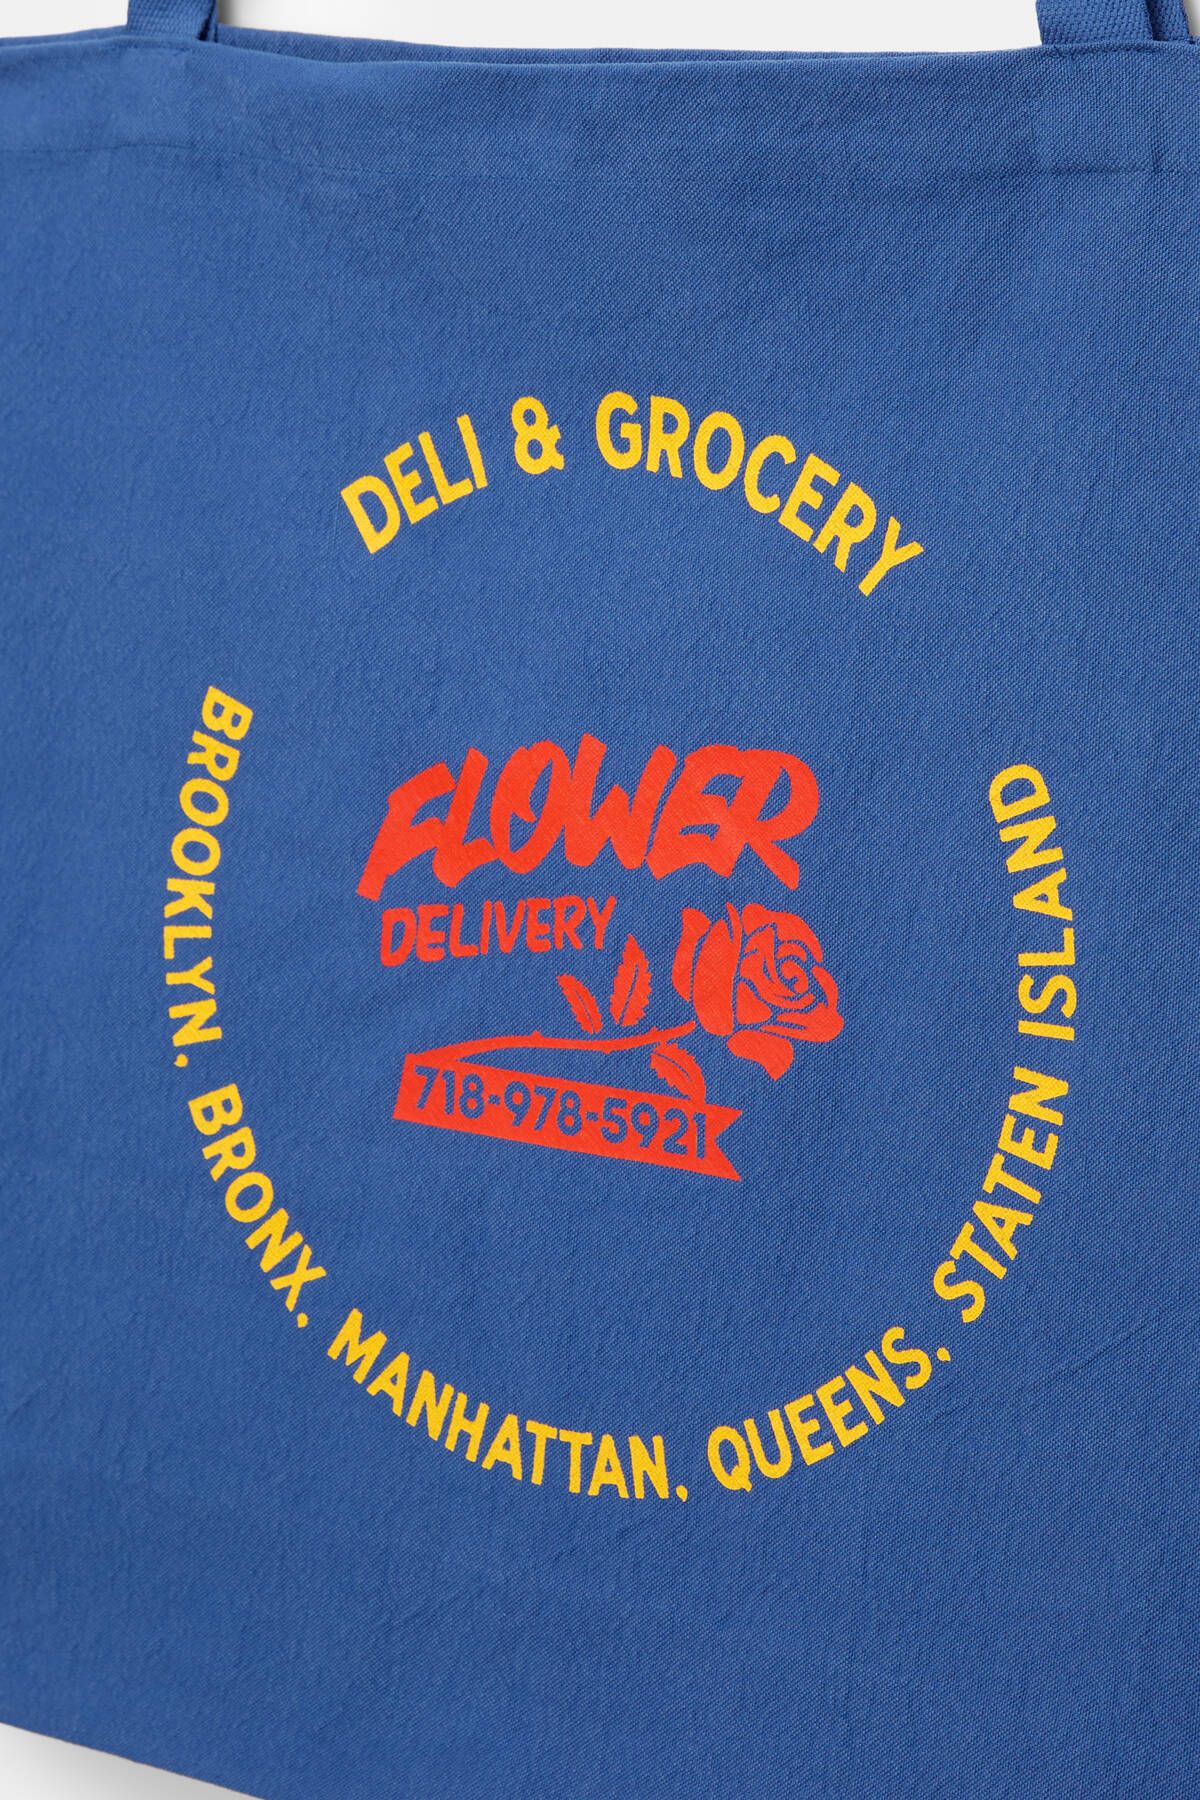 DELI & GROCERY
FLOWER
DELIVERY
718-978-5921
BROOKLYN, BRONX, MANHATTAN, QUEENS, STATEN ISLAND